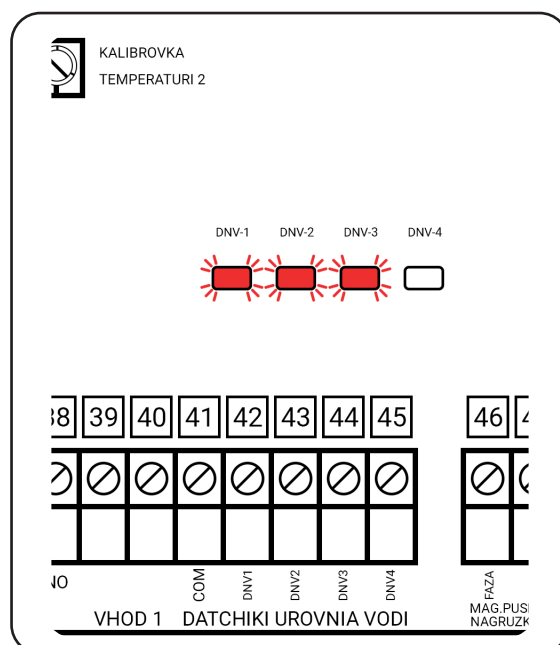 KALIBROVKA
TEMPERATURI 2
DNV-1 DNV-2 DNV-3 DNV-4
39 40 41 42 43 44 45 46
COM DNV1 DNV2 DNV3 DNV4 FAZA
VHOD 1 DATCHIKI UROVNIA VODI